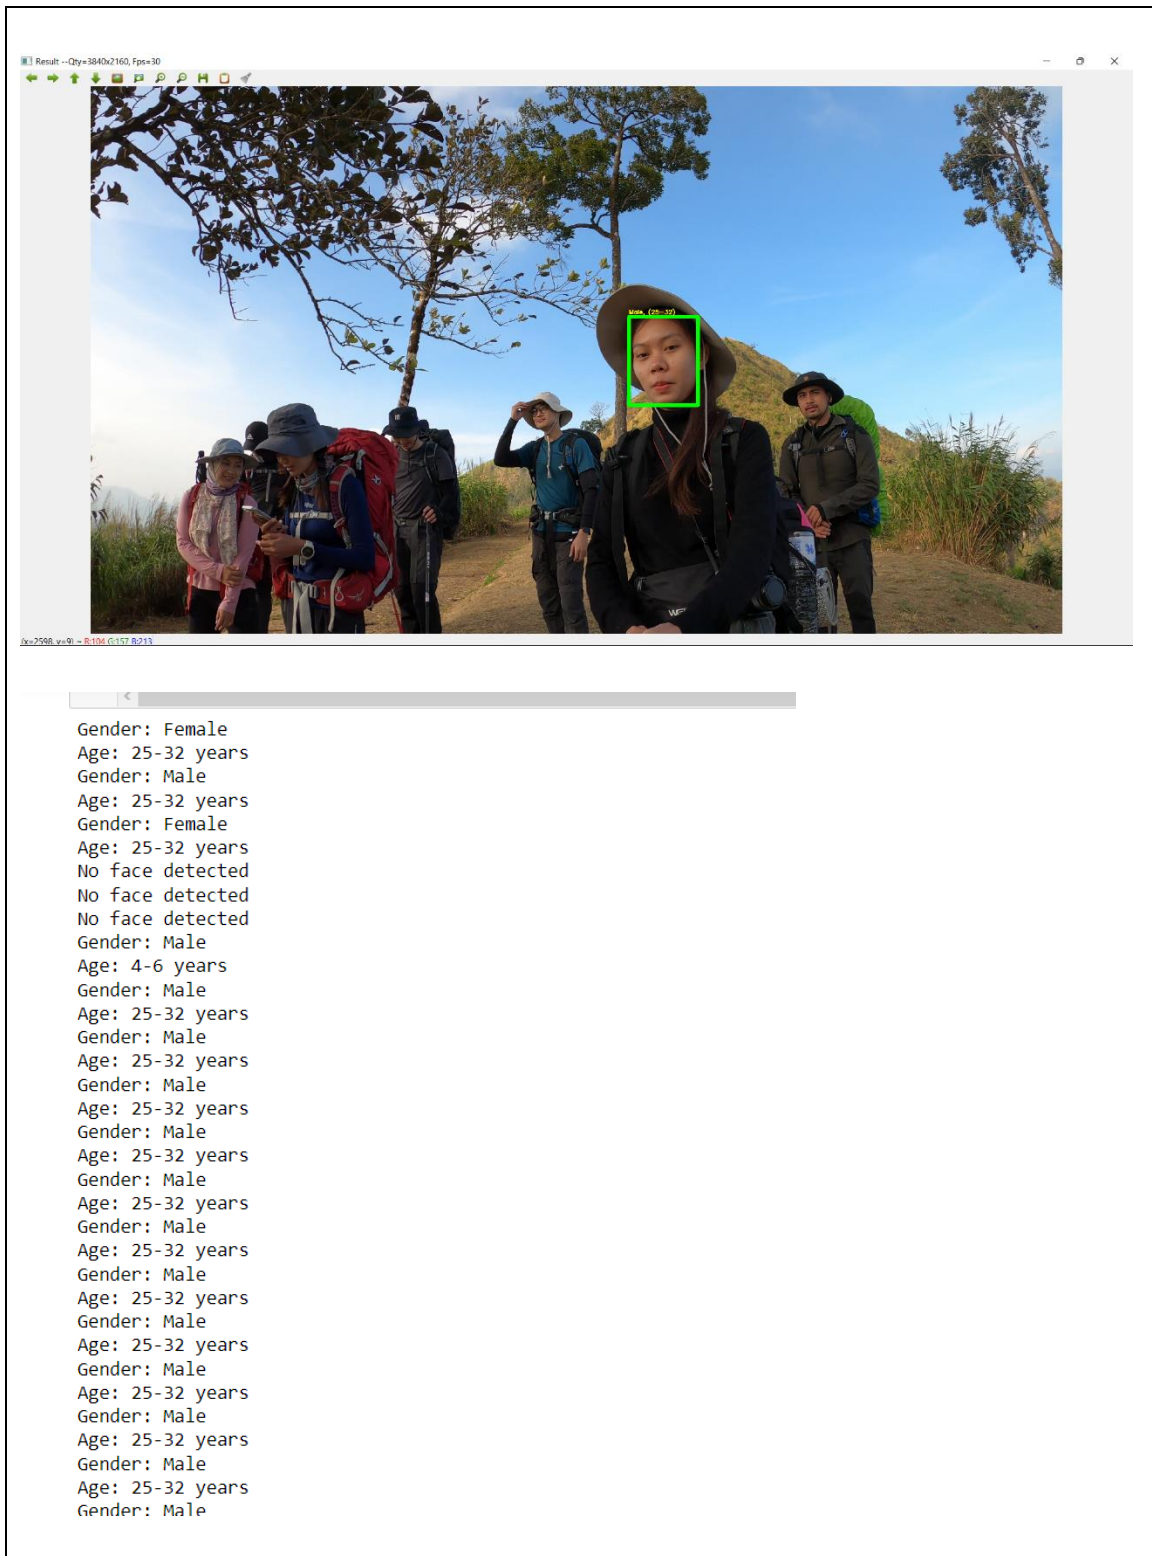 Result --Qty=3840x2160, Fps=30
Male, (25-32)
(x=2598, y=9) ~ R:104 G:157 B:213
Gender: Female
Age: 25-32 years
Gender: Male
Age: 25-32 years
Gender: Female
Age: 25-32 years
No face detected
No face detected
No face detected
Gender: Male
Age: 4-6 years
Gender: Male
Age: 25-32 years
Gender: Male
Age: 25-32 years
Gender: Male
Age: 25-32 years
Gender: Male
Age: 25-32 years
Gender: Male
Age: 25-32 years
Gender: Male
Age: 25-32 years
Gender: Male
Age: 25-32 years
Gender: Male
Age: 25-32 years
Gender: Male
Age: 25-32 years
Gender: Male
Age: 25-32 years
Gender: Male
Age: 25-32 years
Gender: Male